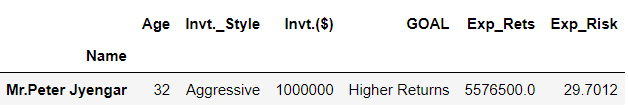 Age Invt._Style Invt.($) GOAL Exp_Rets Exp_Risk
Name
Mr.Peter Jyengar 32 Aggressive 1000000 Higher Returns 5576500.0 29.7012